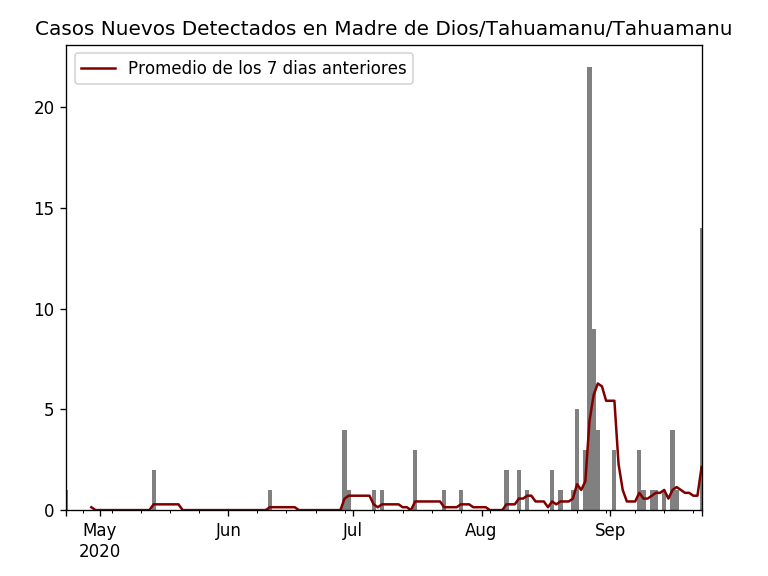 Casos Nuevos Detectados en Madre de Dios/Tahuamanu/Tahuamanu
Promedio de los 7 dias anteriores
20
15
10
5
0
May Jun Jul Aug Sep
2020